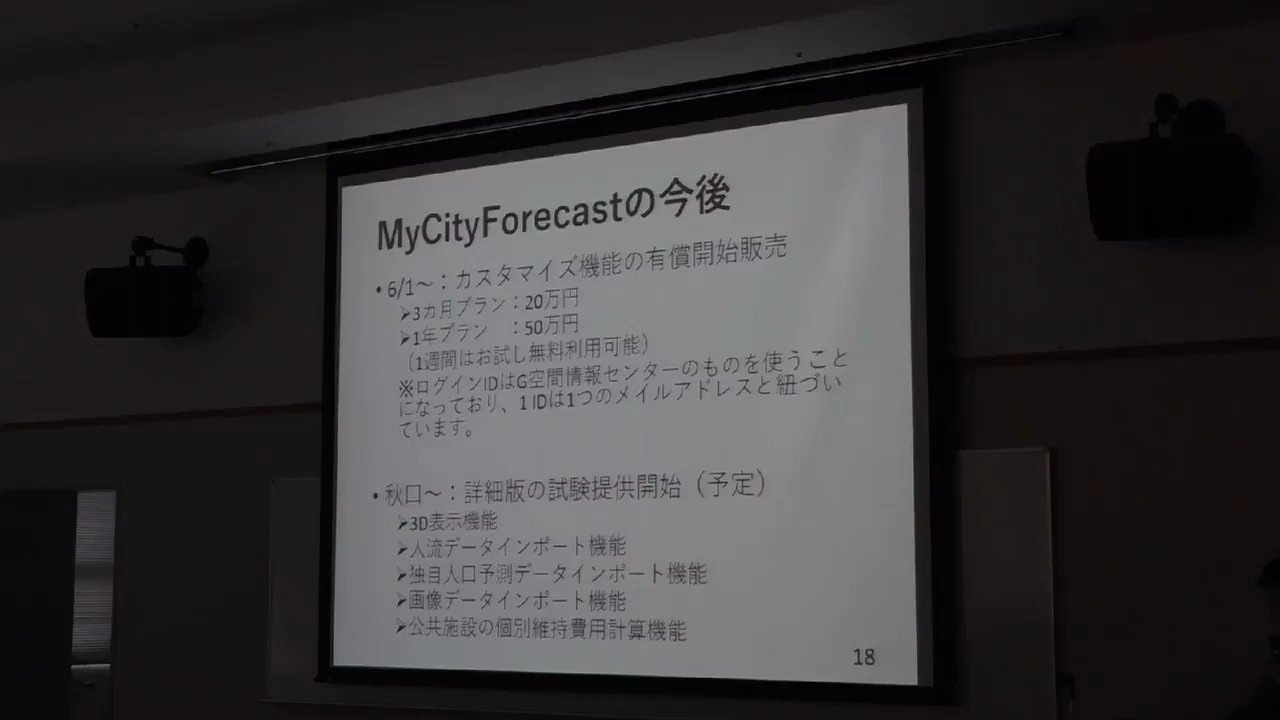 MyCityForecastの今後
• 6/1～：カスタマイズ機能の有償開始販売
➢3カ月プラン：20万円
➢1年プラン　：50万円
（1週間はお試し無料利用可能）
※ログインIDはG空間情報センターのものを使うこと
になっており、1 IDは1つのメイルアドレスと紐づい
ています。
• 秋口～：詳細版の試験提供開始（予定）
➢3D表示機能
➢人流データインポート機能
➢独自人口予測データインポート機能
➢画像データインポート機能
➢公共施設の個別維持費用計算機能
18